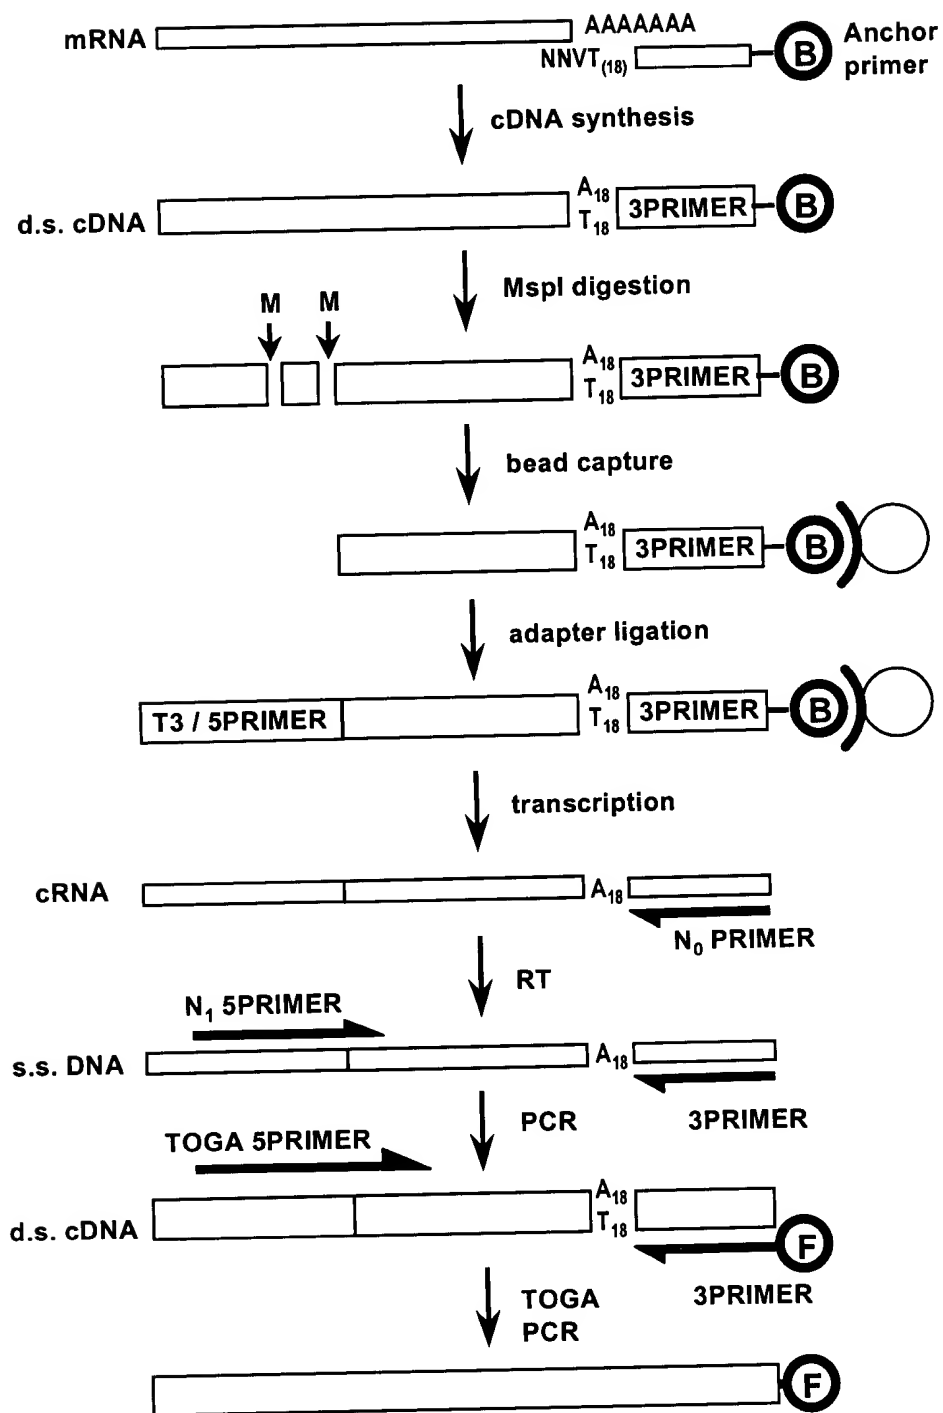 mRNA
AAAAAAA
NNVT(18)
B
Anchor
primer
cDNA synthesis
d.s. cDNA
A18
T18
3PRIMER
B
MspI digestion
M
M
A18
T18
3PRIMER
B
bead capture
A18
T18
3PRIMER
B
adapter ligation
T3 / 5PRIMER
A18
T18
3PRIMER
B
transcription
cRNA
A18
N0 PRIMER
RT
N1 5PRIMER
s.s. DNA
A18
PCR
3PRIMER
TOGA 5PRIMER
d.s. cDNA
A18
T18
F
3PRIMER
TOGA
PCR
F